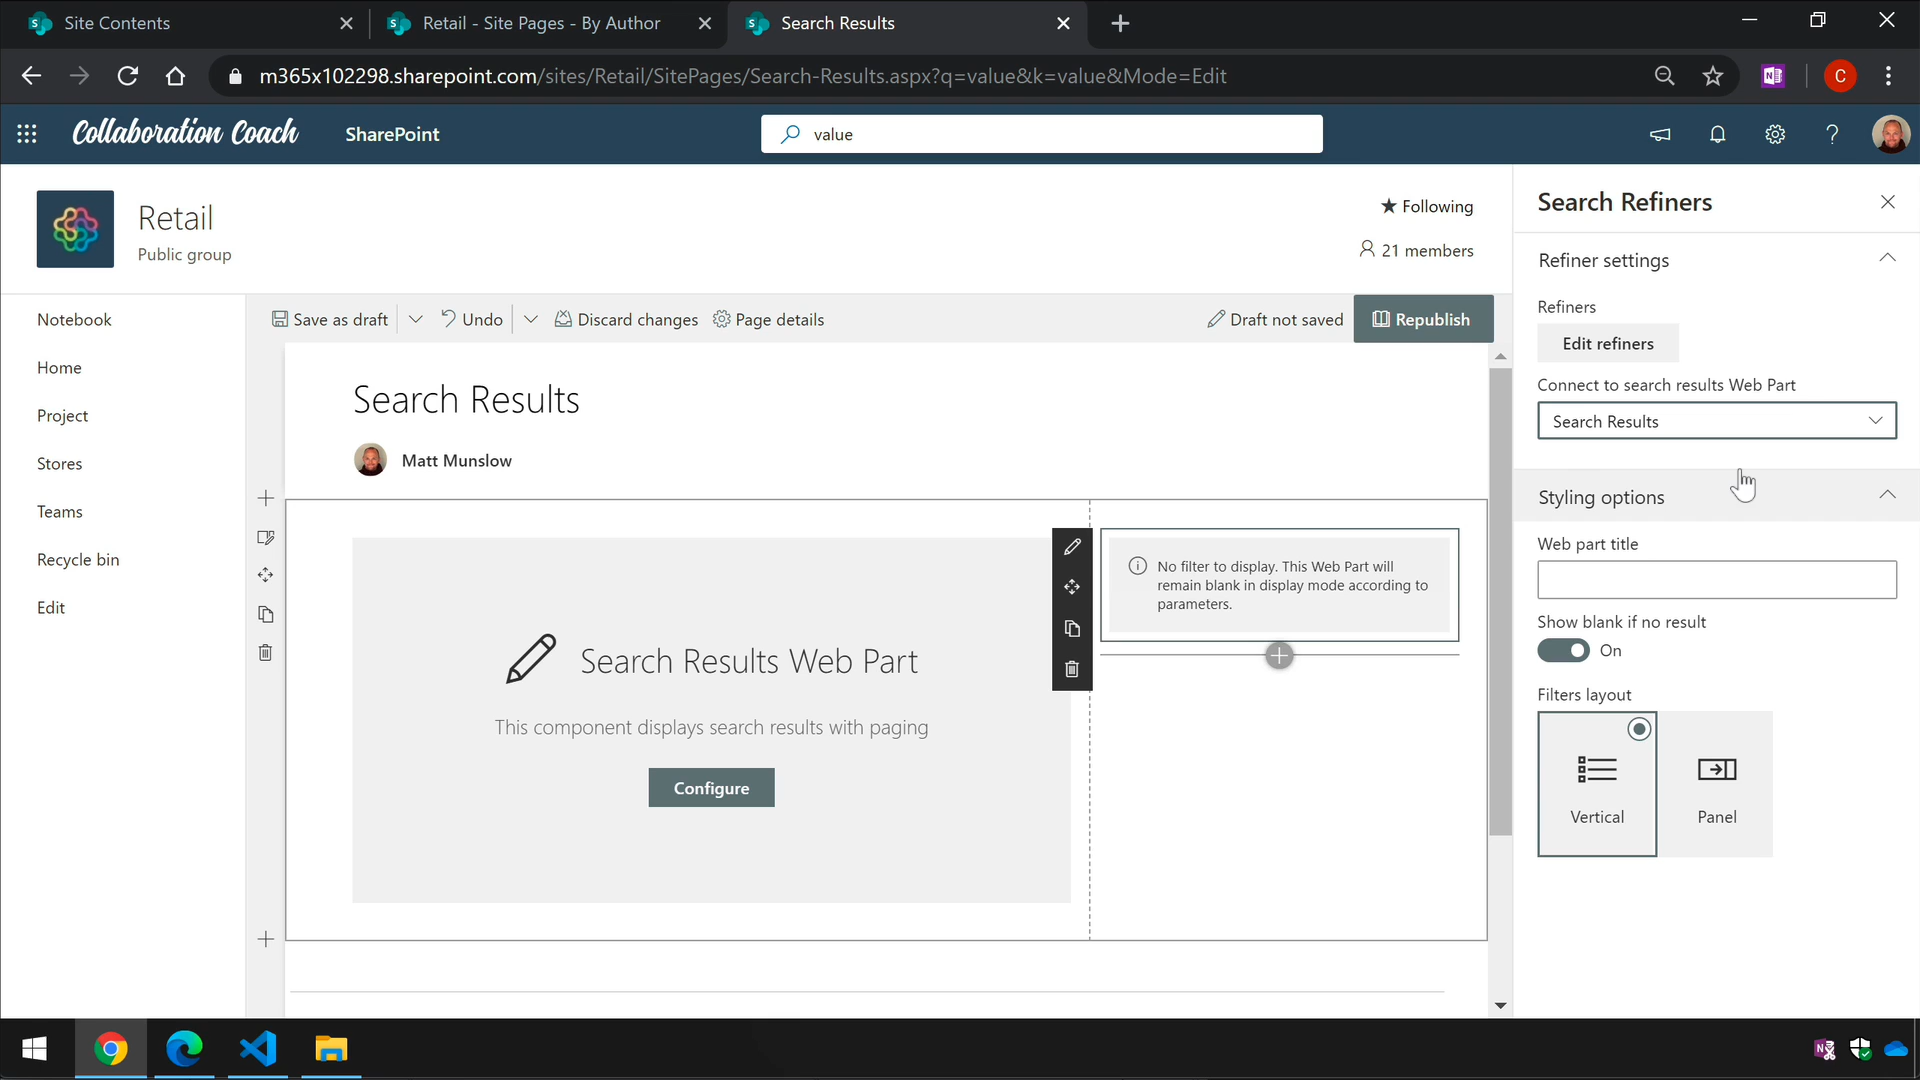 Site Contents
Retail - Site Pages - By Author
Search Results
m365x102298.sharepoint.com/sites/Retail/SitePages/Search-Results.aspx?q=value&k=value&Mode=Edit
C
Collaboration Coach
SharePoint
value
Retail
Public group
Following
21 members
Notebook
Home
Project
Stores
Teams
Recycle bin
Edit
Save as draft
Undo
Discard changes
Page details
Draft not saved
Republish
Search Results
Matt Munslow
Search Results Web Part
This component displays search results with paging
Configure
No filter to display. This Web Part will
remain blank in display mode according to
parameters.
Search Refiners
Refiner settings
Refiners
Edit refiners
Connect to search results Web Part
Search Results
Styling options
Web part title
Show blank if no result
On
Filters layout
Vertical
Panel